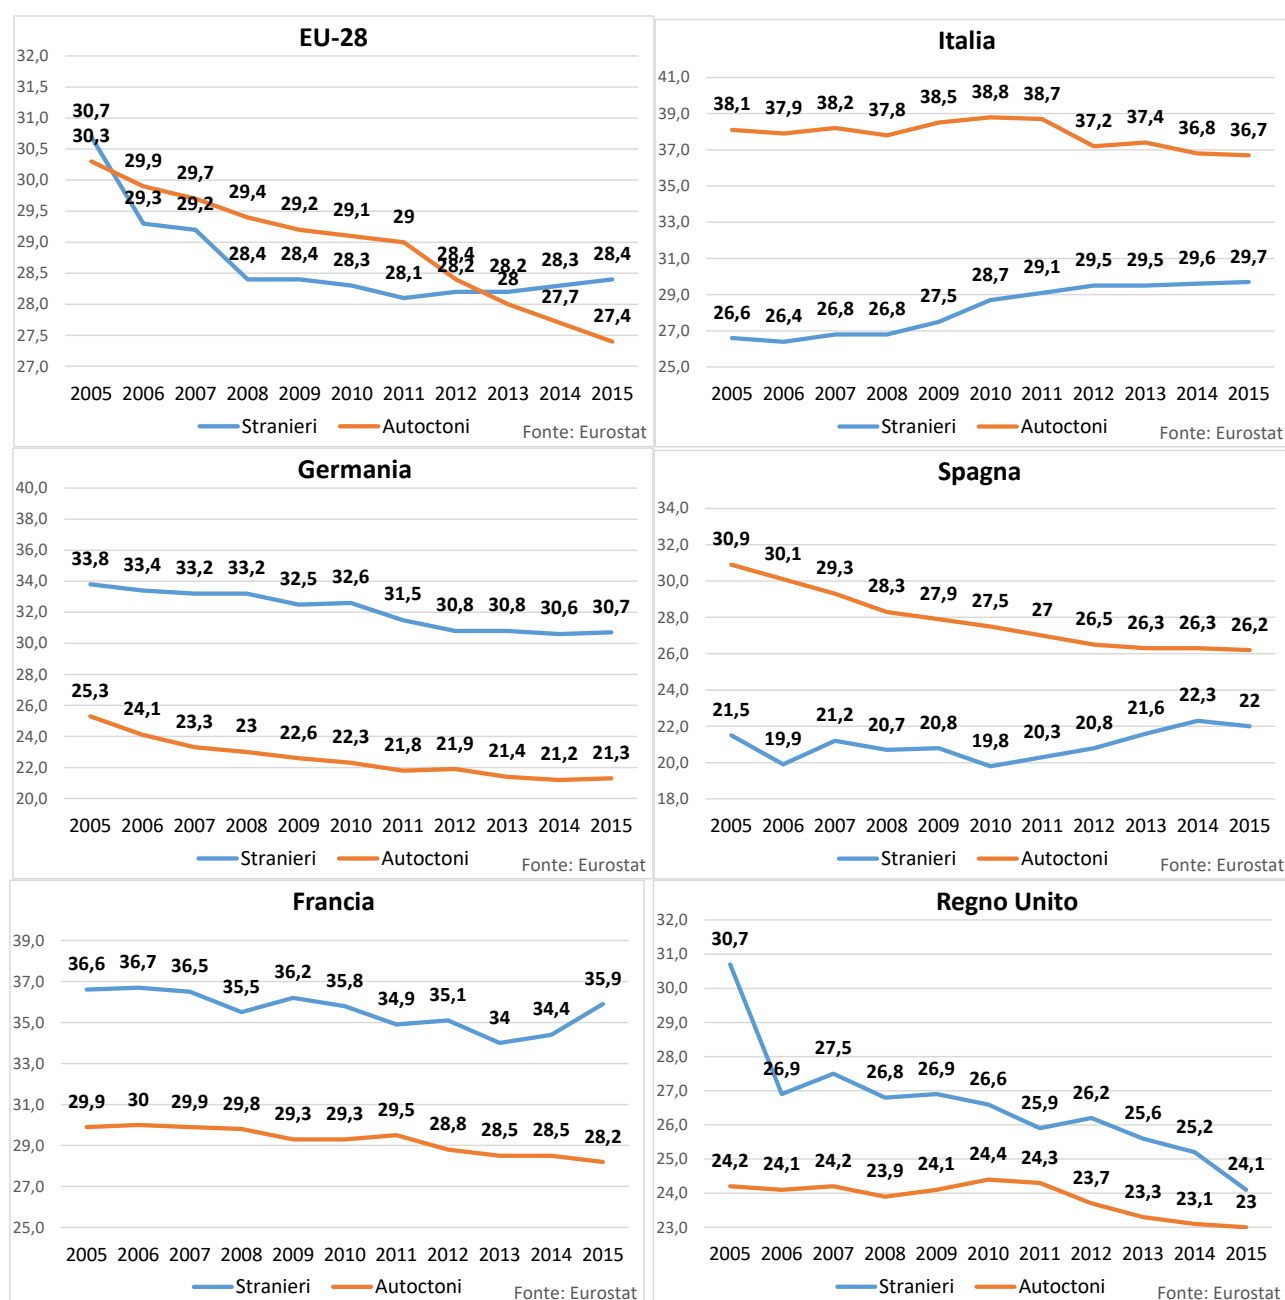 EU-28
32,0
31,5
31,0
30,5
30,0
29,5
29,0
28,5
28,0
27,5
27,0
30,7 29,3 29,2 28,4 28,4 28,3 28,1 28,2 28,2 28,3 28,4
30,3 29,9 29,7 29,4 29,2 29,1 29 28,4 28 27,7 27,4
2005 2006 2007 2008 2009 2010 2011 2012 2013 2014 2015
Stranieri Autoctoni
Fonte: Eurostat
Italia
41,0
39,0
37,0
35,0
33,0
31,0
29,0
27,0
25,0
38,1 37,9 38,2 37,8 38,5 38,8 38,7 37,2 37,4 36,8 36,7
26,6 26,4 26,8 26,8 27,5 28,7 29,1 29,5 29,5 29,6 29,7
2005 2006 2007 2008 2009 2010 2011 2012 2013 2014 2015
Stranieri Autoctoni
Fonte: Eurostat
Germania
40,0
38,0
36,0
34,0
32,0
30,0
28,0
26,0
24,0
22,0
20,0
33,8 33,4 33,2 33,2 32,5 32,6 31,5 30,8 30,8 30,6 30,7
25,3 24,1 23,3 23 22,6 22,3 21,8 21,9 21,4 21,2 21,3
2005 2006 2007 2008 2009 2010 2011 2012 2013 2014 2015
Stranieri Autoctoni
Fonte: Eurostat
Spagna
34,0
32,0
30,0
28,0
26,0
24,0
22,0
20,0
18,0
30,9 30,1 29,3 28,3 27,9 27,5 27 26,5 26,3 26,3 26,2
21,5 19,9 21,2 20,7 20,8 19,8 20,3 20,8 21,6 22,3 22
2005 2006 2007 2008 2009 2010 2011 2012 2013 2014 2015
Stranieri Autoctoni
Fonte: Eurostat
Francia
39,0
37,0
35,0
33,0
31,0
29,0
27,0
25,0
36,6 36,7 36,5 35,5 36,2 35,8 34,9 35,1 34 34,4 35,9
29,9 30 29,9 29,8 29,3 29,3 29,5 28,8 28,5 28,5 28,2
2005 2006 2007 2008 2009 2010 2011 2012 2013 2014 2015
Stranieri Autoctoni
Fonte: Eurostat
Regno Unito
32,0
31,0
30,0
29,0
28,0
27,0
26,0
25,0
24,0
23,0
30,7 26,9 27,5 26,8 26,9 26,6 25,9 26,2 25,6 25,2 24,1
24,2 24,1 24,2 23,9 24,1 24,4 24,3 23,7 23,3 23,1 23
2005 2006 2007 2008 2009 2010 2011 2012 2013 2014 2015
Stranieri Autoctoni
Fonte: Eurostat